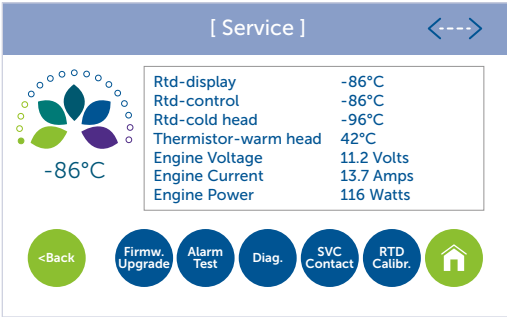 [ Service ]
Rtd-display -86°C
Rtd-control -86°C
Rtd-cold head -96°C
Thermistor-warm head 42°C
Engine Voltage 11.2 Volts
Engine Current 13.7 Amps
Engine Power 116 Watts
-86°C
<Back
Firmw.
Upgrade
Alarm
Test
Diag.
SVC
Contact
RTD
Calibr.